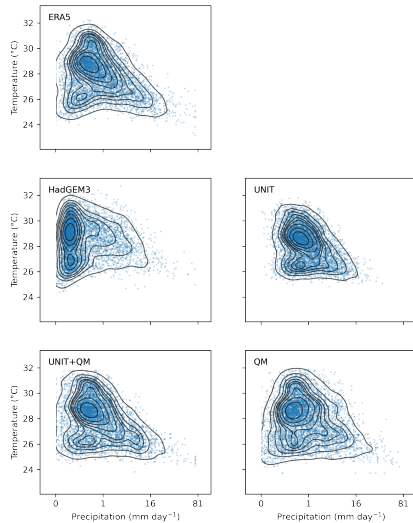 ERA5
Temperature (°C)
32
30
28
26
24
HadGEM3
Temperature (°C)
32
30
28
26
24
UNIT
UNIT+QM
Temperature (°C)
32
30
28
26
24
0 1 16 81
Precipitation (mm day⁻¹)
QM
0 1 16 81
Precipitation (mm day⁻¹)